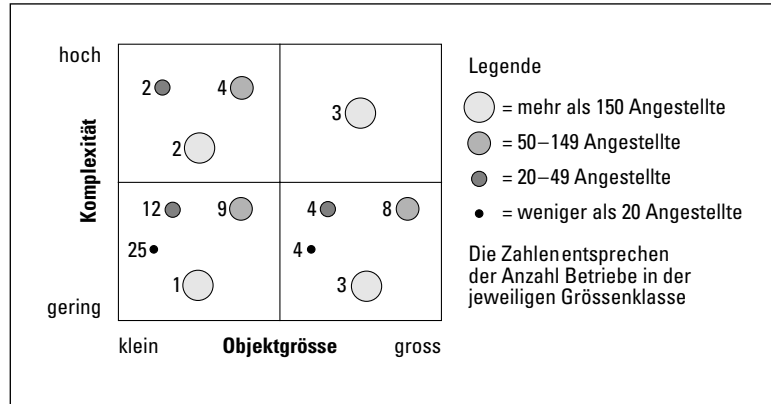 hoch
2
4
3
2
Komplexität
12
9
4
8
25
4
1
3
gering
klein
Objektgrösse
gross
Legende
= mehr als 150 Angestellte
= 50–149 Angestellte
= 20–49 Angestellte
= weniger als 20 Angestellte
Die Zahlen entsprechen
der Anzahl Betriebe in der
jeweiligen Grössenklasse